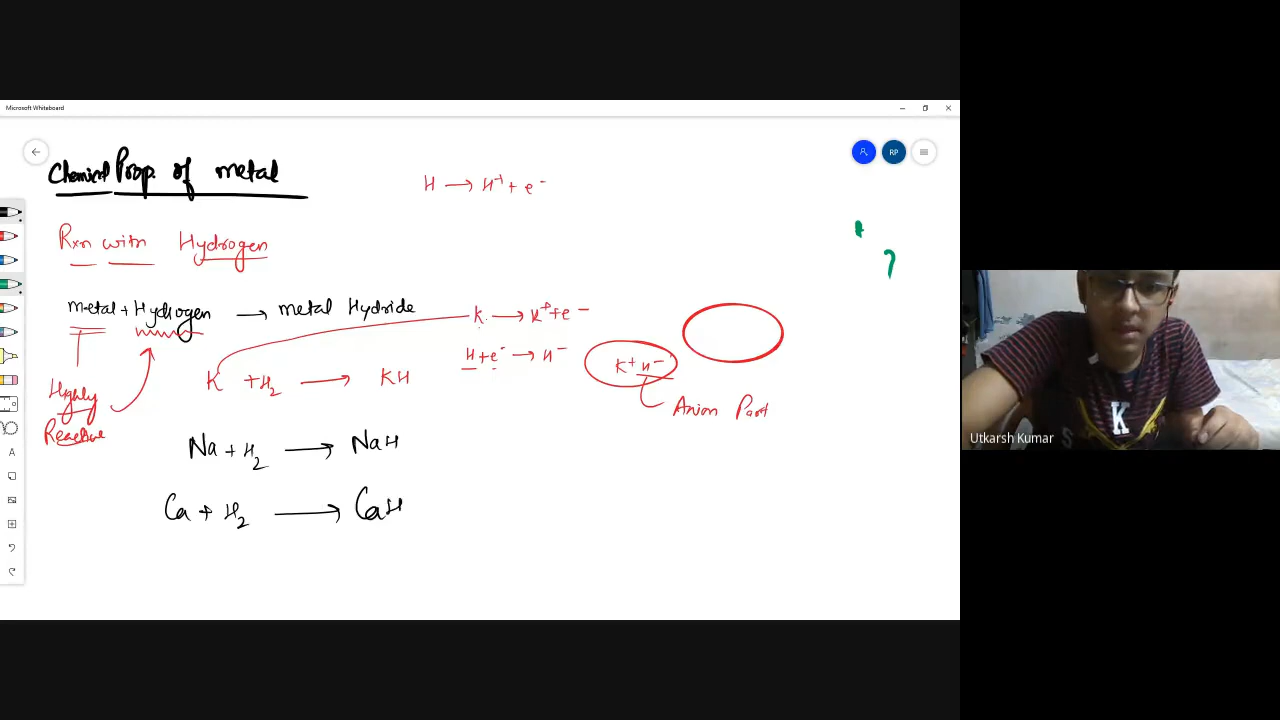 Microsoft Whiteboard
RP
Chemical Prop. of metal
H → H+ + e-
Rxn with Hydrogen
metal + Hydrogen → metal Hydride
K → K+ + e-
H + e- → H-
K+ H-
K + H2 → KH
Anion Part
Highly
Reactive
Na + H2 → NaH
Ca + H2 → CaH
?
A
K
Utkarsh Kumar